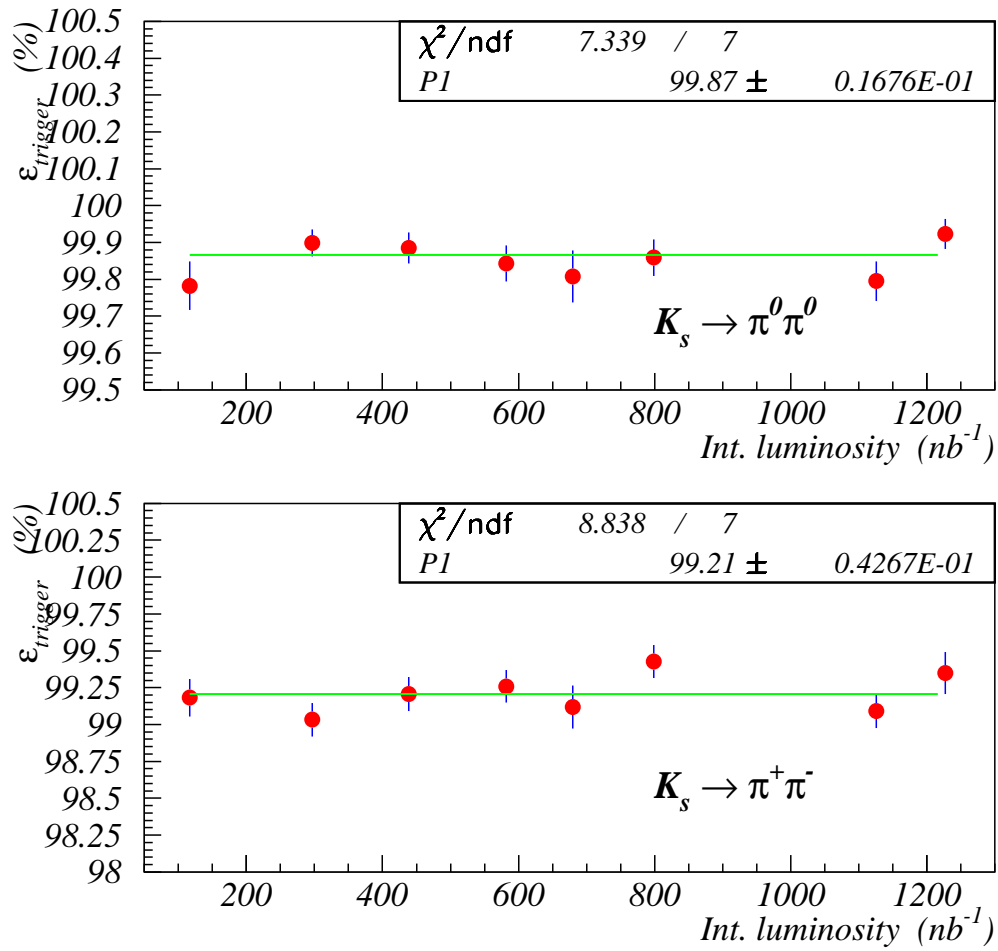 ε_trigger (%)
100.5
100.4
100.3
100.2
100.1
100
99.9
99.8
99.7
99.6
99.5
χ²/ndf 7.339 / 7
P1 99.87 ± 0.1676E-01
K_s → π⁰π⁰
200 400 600 800 1000 1200
Int. luminosity (nb⁻¹)
ε_trigger (%)
100.5
100.25
100
99.75
99.5
99.25
99
98.75
98.5
98.25
98
χ²/ndf 8.838 / 7
P1 99.21 ± 0.4267E-01
K_s → π⁺π⁻
200 400 600 800 1000 1200
Int. luminosity (nb⁻¹)